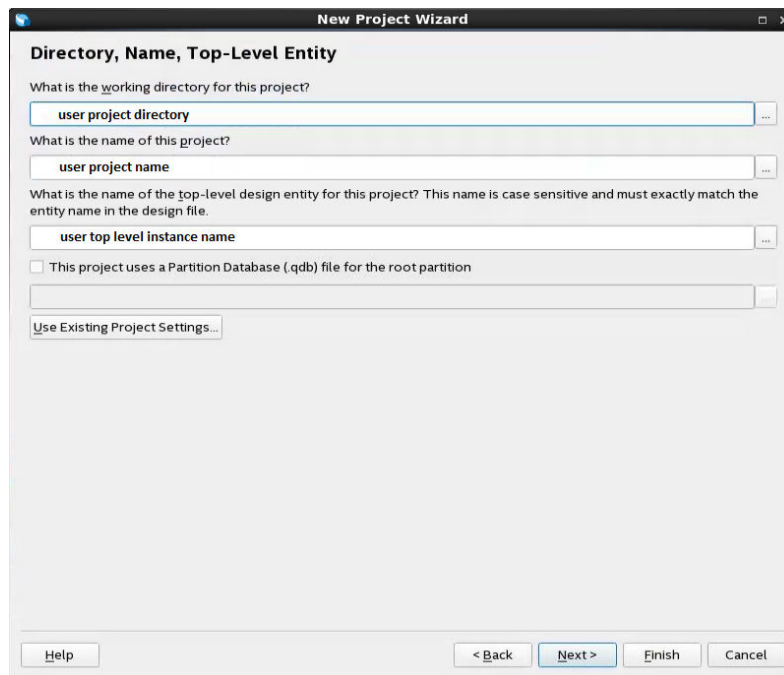 New Project Wizard
Directory, Name, Top-Level Entity
What is the working directory for this project?
user project directory
...
What is the name of this project?
user project name
...
What is the name of the top-level design entity for this project? This name is case sensitive and must exactly match the
entity name in the design file.
user top level instance name
...
This project uses a Partition Database (.qdb) file for the root partition
Use Existing Project Settings...
Help
< Back
Next >
Finish
Cancel